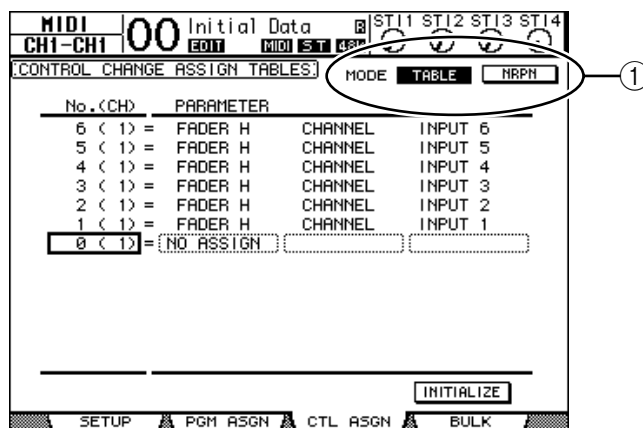 MIDI
CH1-CH1
00
Initial Data
EDIT
MIDI
ST
48k
ST1 ST2 ST3 ST4
CONTROL CHANGE ASSIGN TABLES
MODE TABLE NRPN
1
No.(CH) PARAMETER
6 ( 1) = FADER H CHANNEL INPUT 6
5 ( 1) = FADER H CHANNEL INPUT 5
4 ( 1) = FADER H CHANNEL INPUT 4
3 ( 1) = FADER H CHANNEL INPUT 3
2 ( 1) = FADER H CHANNEL INPUT 2
1 ( 1) = FADER H CHANNEL INPUT 1
0 ( 1) = NO ASSIGN
INITIALIZE
SETUP PGM ASGN CTL ASGN BULK